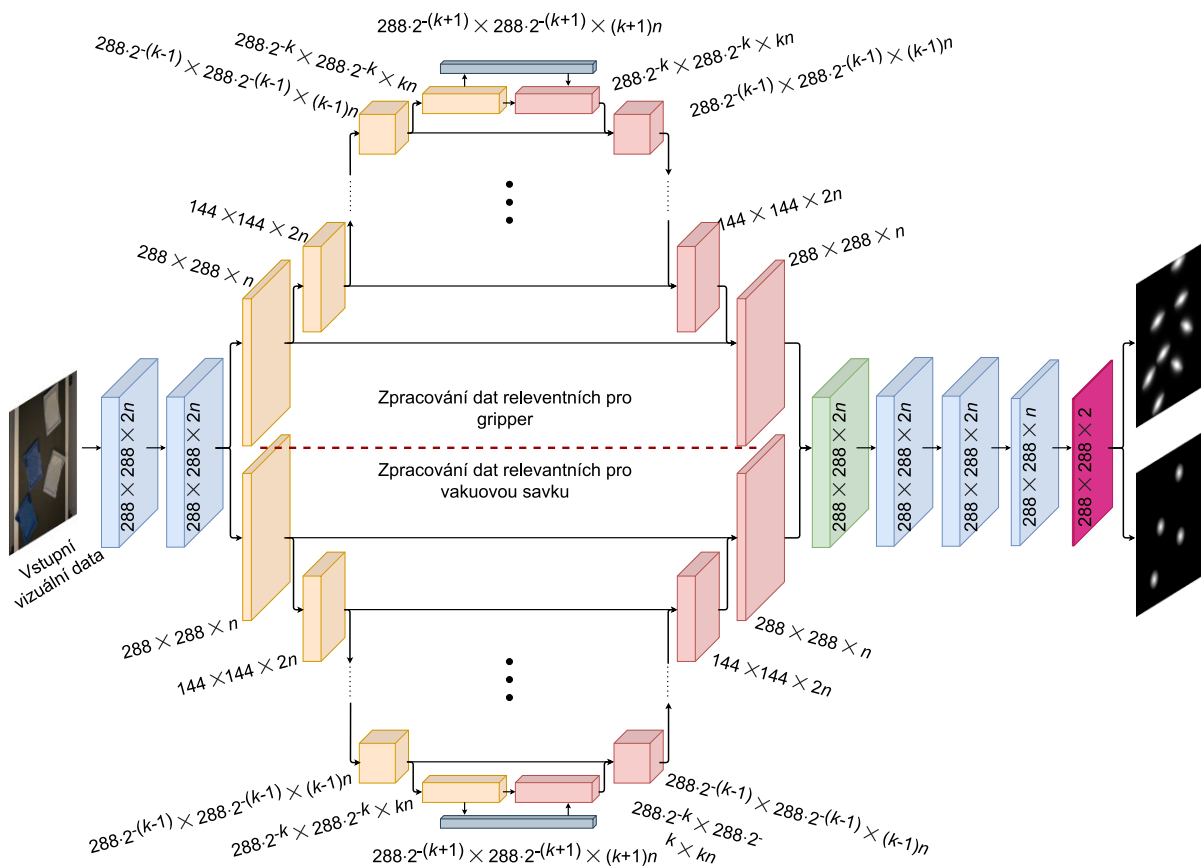 288·2-(k+1) × 288·2-(k+1) × (k+1)n
288·2-k × 288·2-k × kn
288·2-(k-1) × 288·2-(k-1) × (k-1)n
288·2-k × 288·2-k × kn
288·2-(k-1) × 288·2-(k-1) × (k-1)n
144 ×144 × 2n
288 × 288 × n
144 × 144 × 2n
288 × 288 × n
Zpracování dat releventních pro
gripper
Zpracování dat relevantních pro
vakuovou savku
288 × 288 × 2n
288 × 288 × 2n
288 × 288 × 2n
288 × 288 × 2n
288 × 288 × 2n
288 × 288 × n
288 × 288 × 2
Vstupní
vizuální data
288 × 288 × n
144 ×144 × 2n
288 × 288 × n
144 ×144 × 2n
288·2-(k-1) × 288·2-(k-1) × (k-1)n
288·2-k × 288·2-k × kn
288·2-(k+1) × 288·2-(k+1) × (k+1)n
288·2-k × 288·2-
k × kn
288·2-(k-1) × 288·2-(k-1) × (k-1)n